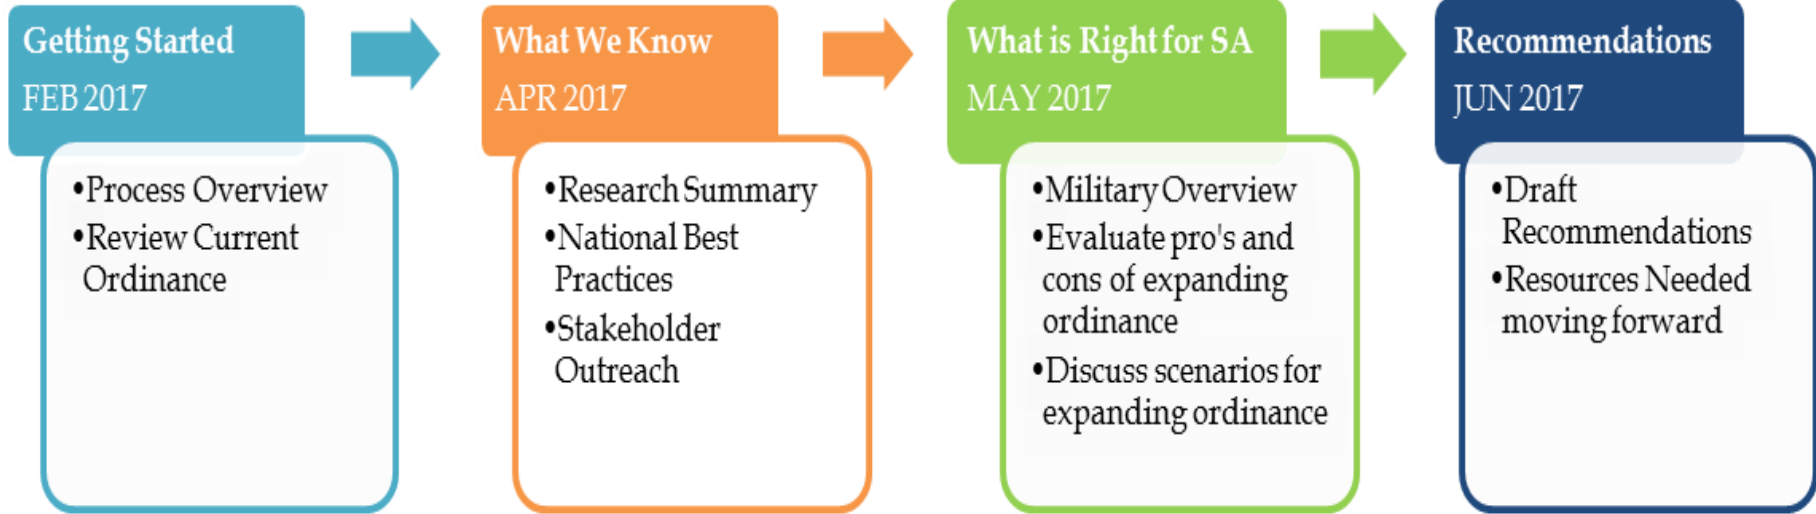 Getting Started
FEB 2017
•Process Overview
•Review Current
Ordinance
What We Know
APR 2017
•Research Summary
•National Best
Practices
•Stakeholder
Outreach
What is Right for SA
MAY 2017
•Military Overview
•Evaluate pro's and
cons of expanding
ordinance
•Discuss scenarios for
expanding ordinance
Recommendations
JUN 2017
•Draft
Recommendations
•Resources Needed
moving forward